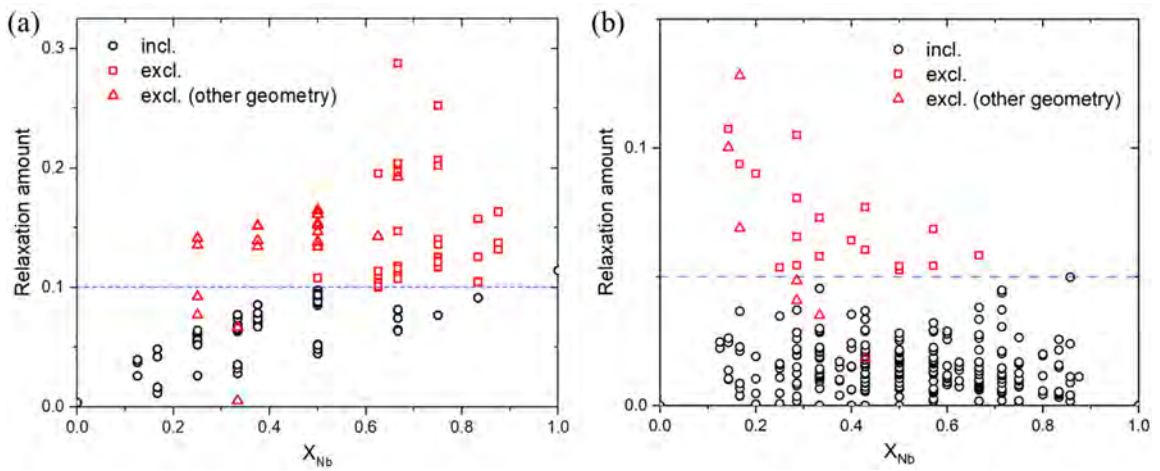 (a)
0.3
0.2
0.1
0.0
Relaxation amount
incl.
excl.
excl. (other geometry)
0.0 0.2 0.4 0.6 0.8 1.0
X_Nb
(b)
0.1
0.0
Relaxation amount
incl.
excl.
excl. (other geometry)
0.0 0.2 0.4 0.6 0.8 1.0
X_Nb